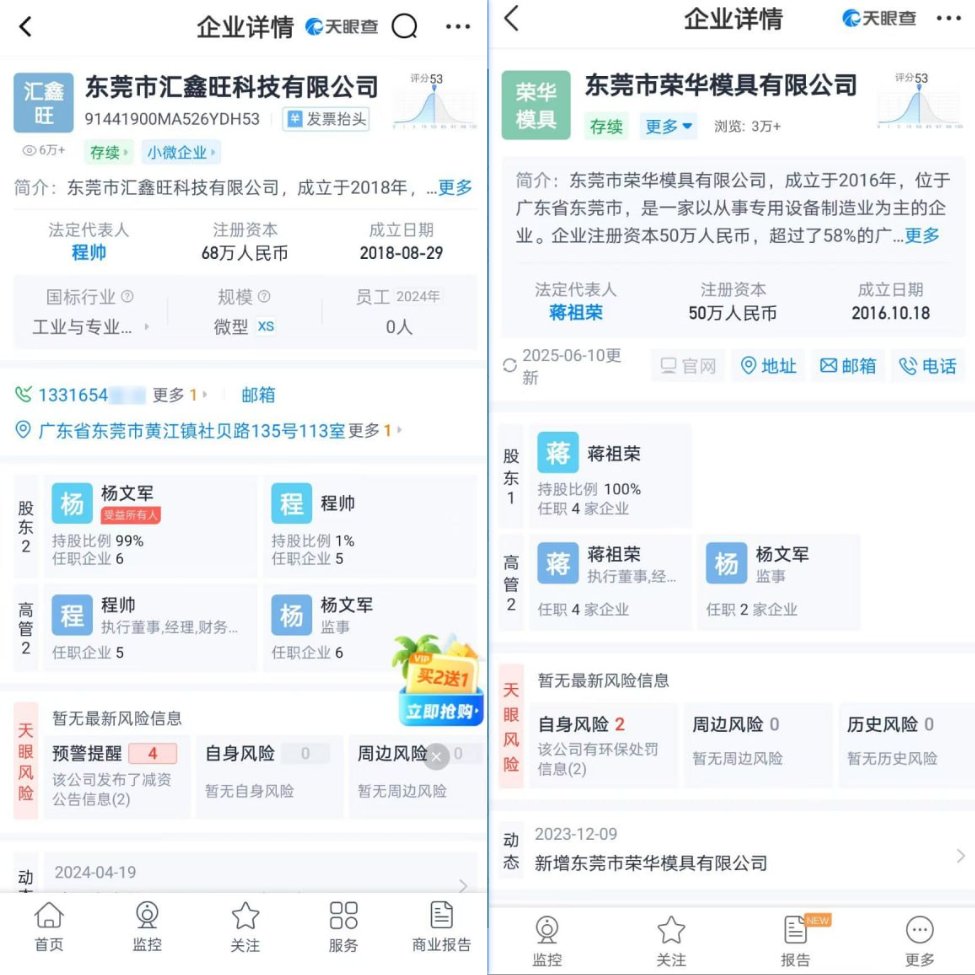 企业详情 天眼查
汇鑫
旺
东莞市汇鑫旺科技有限公司
评分53
91441900MA526YDH53 发票抬头
6万+ 存续 小微企业
简介：东莞市汇鑫旺科技有限公司，成立于2018年，...更多
法定代表人 注册资本 成立日期
程帅 68万人民币 2018-08-29
国标行业 规模 员工 2024年
工业与专业... 微型 XS 0人
1331654 更多 1 邮箱
广东省东莞市黄江镇社贝路135号113室更多 1
股东2
杨 杨文军
受益所有人
持股比例 99%
任职企业 6
程 程帅
持股比例 1%
任职企业 5
高管2
程 程帅
执行董事,经理,财务...
任职企业 5
杨 杨文军
监事
任职企业 6
VIP
买2送1
立即抢购
天眼风险
暂无最新风险信息
预警提醒 4
该公司发布了减资
公告信息(2)
自身风险 0
暂无自身风险
周边风险 0
暂无周边风险
动
2024-04-19
首页 监控 关注 服务 商业报告
企业详情 天眼查
荣华
模具
东莞市荣华模具有限公司
评分53
存续 更多 浏览: 3万+
简介：东莞市荣华模具有限公司，成立于2016年，位于
广东省东莞市，是一家以从事专用设备制造业为主的企
业。企业注册资本50万人民币，超过了58%的广...更多
法定代表人 注册资本 成立日期
蒋祖荣 50万人民币 2016.10.18
2025-06-10更
新
官网 地址 邮箱 电话
股东1
蒋 蒋祖荣
持股比例 100%
任职 4 家企业
高管2
蒋 蒋祖荣
执行董事,经...
任职 4 家企业
杨 杨文军
监事
任职 2 家企业
天眼风险
暂无最新风险信息
自身风险 2
该公司有环保处罚
信息(2)
周边风险 0
暂无周边风险
历史风险 0
暂无历史风险
动态
2023-12-09
新增东莞市荣华模具有限公司
监控 关注 报告 NEW 更多